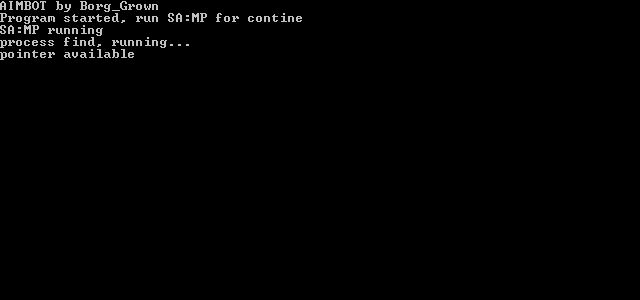 AIMBOT by Borg_Grown
Program started, run SA:MP for contine
SA:MP running
process find, running...
pointer available